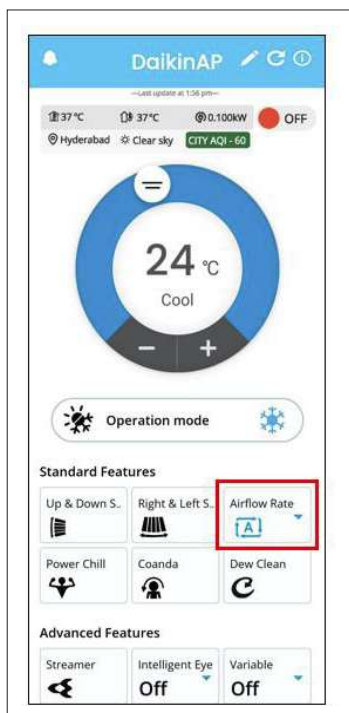 DaikinAP
—Last update at 1:56 pm—
37°C 37°C 0.100kW OFF
Hyderabad Clear sky CITY AQI - 60
24 °C
Cool
− +
Operation mode
Standard Features
Up & Down S.. Right & Left S.. Airflow Rate
A
Power Chill Coanda Dew Clean
Advanced Features
Streamer Intelligent Eye Variable
Off Off